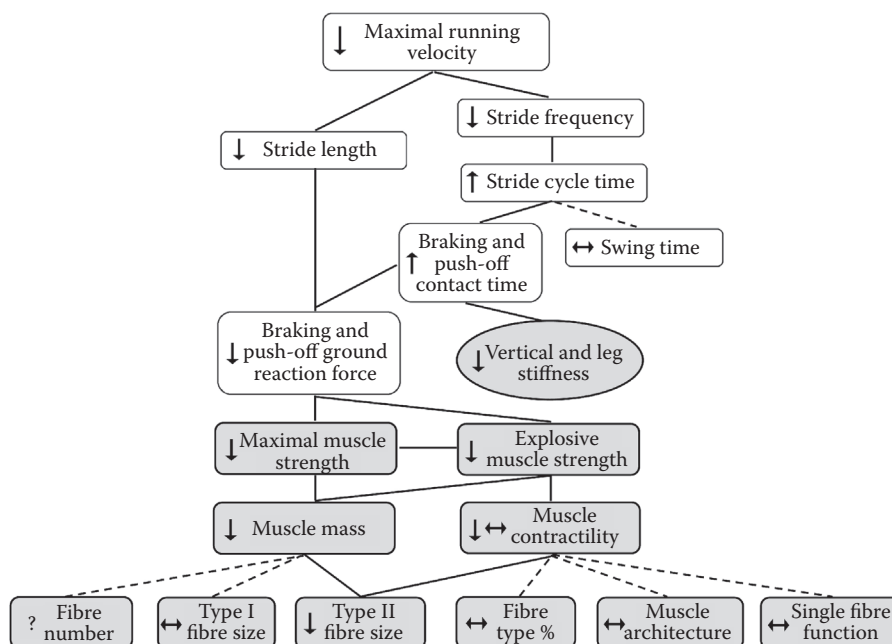 ↓ Maximal running
velocity
↓ Stride frequency
↓ Stride length
↑ Stride cycle time
Braking and
↑ push-off
contact time
↔ Swing time
Braking and
↓ push-off ground
reaction force
↓ Vertical and leg
stiffness
↓ Maximal muscle
strength
↓ Explosive
muscle strength
↓ Muscle mass
↓ ↔ Muscle
contractility
? Fibre
number
↔ Type I
fibre size
↓ Type II
fibre size
↔ Fibre
type %
↔ Muscle
architecture
↔ Single fibre
function